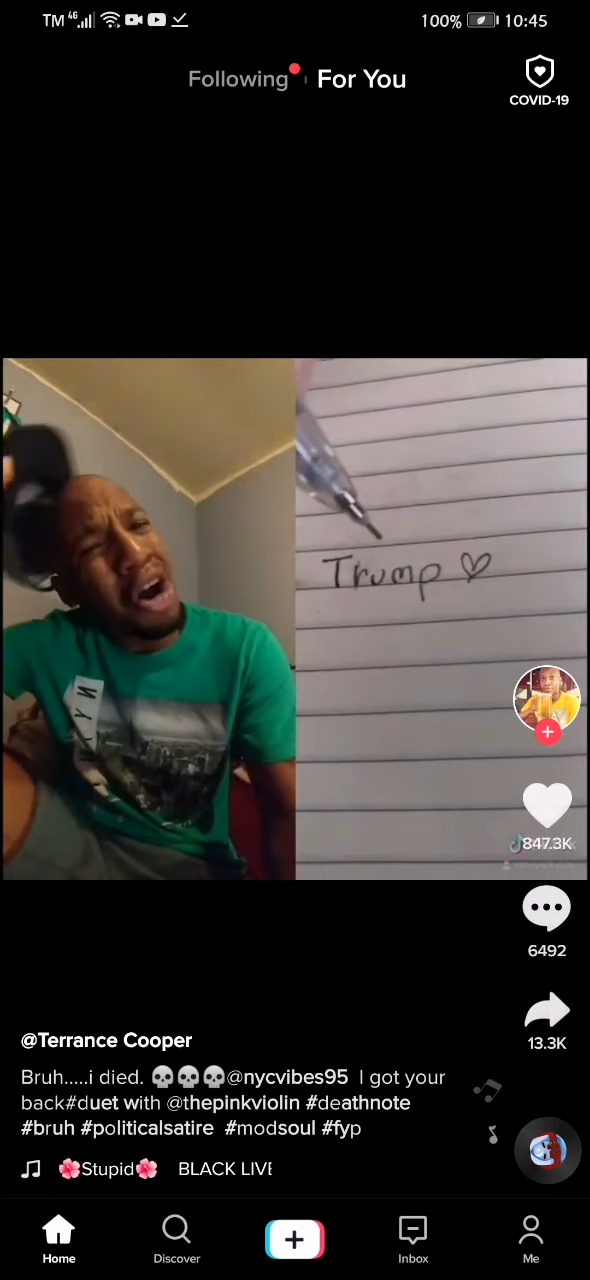 TM 4G 100% 10:45
Following For You
COVID-19
NYX
Trump ♡
847.3K
6492
13.3K
@Terrance Cooper
Bruh.....i died. 💀💀💀@nycvibes95 I got your
back#duet with @thepinkviolin #deathnote
#bruh #politicalsatire #modsoul #fyp
🌺Stupid🌺 BLACK LIVE
Home Discover Inbox Me